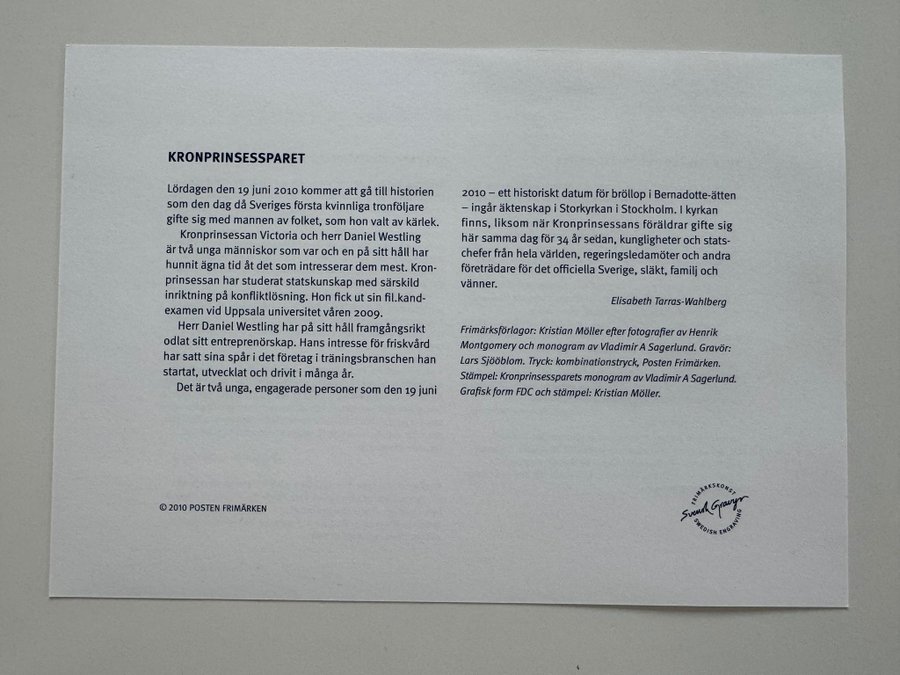 KRONPRINSESSPARET
Lördagen den 19 juni 2010 kommer att gå till historien
som den dag då Sveriges första kvinnliga tronföljare
gifte sig med mannen av folket, som hon valt av kärlek.
Kronprinsessan Victoria och herr Daniel Westling
är två unga människor som var och en på sitt håll har
hunnit ägna tid åt det som intresserar dem mest. Kron-
prinsessan har studerat statskunskap med särskild
inriktning på konfliktlösning. Hon fick ut sin fil.kand-
examen vid Uppsala universitet våren 2009.
Herr Daniel Westling har på sitt håll framgångsrikt
odlat sitt entreprenörskap. Hans intresse för friskvård
har satt sina spår i det företag i träningsbranschen han
startat, utvecklat och drivit i många år.
Det är två unga, engagerade personer som den 19 juni
2010 – ett historiskt datum för bröllop i Bernadotte-ätten
– ingår äktenskap i Storkyrkan i Stockholm. I kyrkan
finns, liksom när Kronprinsessans föräldrar gifte sig
här samma dag för 34 år sedan, kungligheter och stats-
chefer från hela världen, regeringsledamöter och andra
företrädare för det officiella Sverige, släkt, familj och
vänner.
Elisabeth Tarras-Wahlberg
Frimärksförlagor: Kristian Möller efter fotografier av Henrik
Montgomery och monogram av Vladimir A Sagerlund. Gravör:
Lars Sjööblom. Tryck: kombinationstryck, Posten Frimärken.
Stämpel: Kronprinsessparets monogram av Vladimir A Sagerlund.
Grafisk form FDC och stämpel: Kristian Möller.
© 2010 POSTEN FRIMÄRKEN
FRIMÄRKSKONST
Svensk Gravyr
SWEDISH ENGRAVING